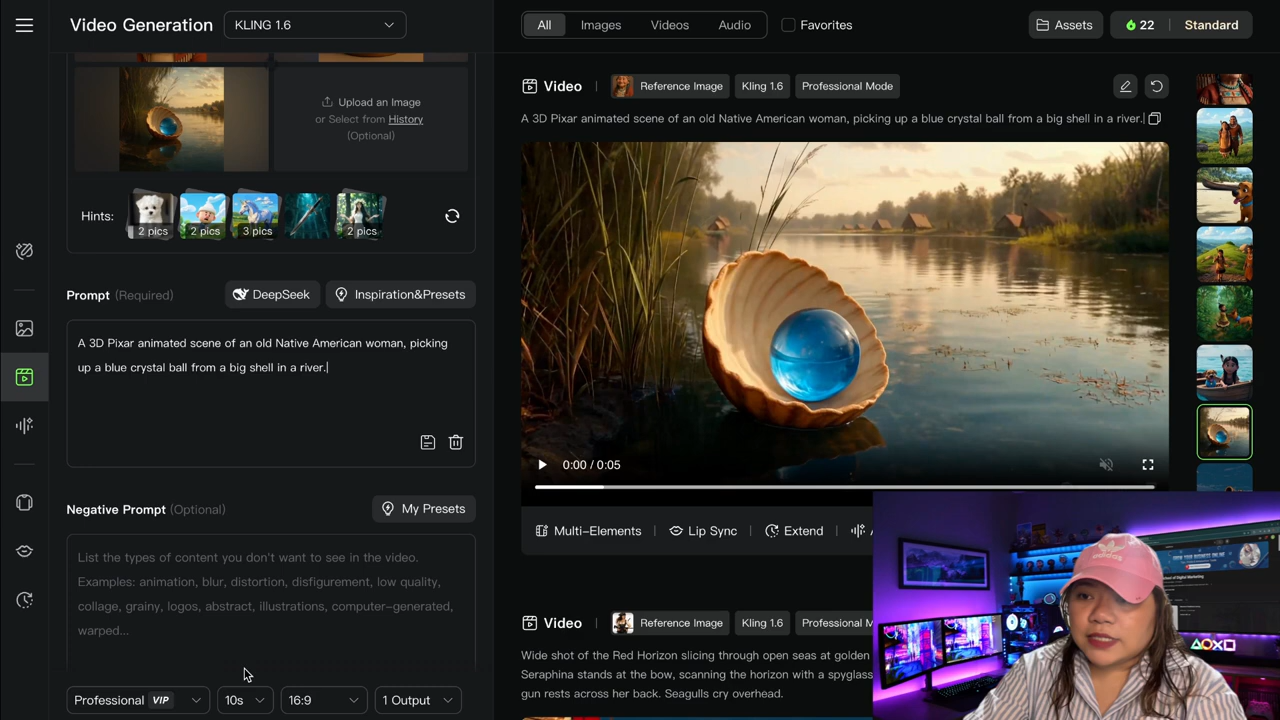 Video Generation
KLING 1.6
All
Images
Videos
Audio
Favorites
Assets
22
Standard
Upload an Image
or Select from History
(Optional)
Hints:
2 pics
2 pics
3 pics
2 pics
Prompt (Required)
DeepSeek
Inspiration&Presets
A 3D Pixar animated scene of an old Native American woman, picking
up a blue crystal ball from a big shell in a river.
Negative Prompt (Optional)
My Presets
List the types of content you don't want to see in the video.
Examples: animation, blur, distortion, disfigurement, low quality,
collage, grainy, logos, abstract, illustrations, computer-generated,
warped...
Professional VIP
10s
16:9
1 Output
Video
Reference Image
Kling 1.6
Professional Mode
A 3D Pixar animated scene of an old Native American woman, picking up a blue crystal ball from a big shell in a river.
0:00 / 0:05
Multi-Elements
Lip Sync
Extend
Video
Reference Image
Kling 1.6
Professional M
Wide shot of the Red Horizon slicing through open seas at golden
Seraphina stands at the bow, scanning the horizon with a spyglass
gun rests across her back. Seagulls cry overhead.